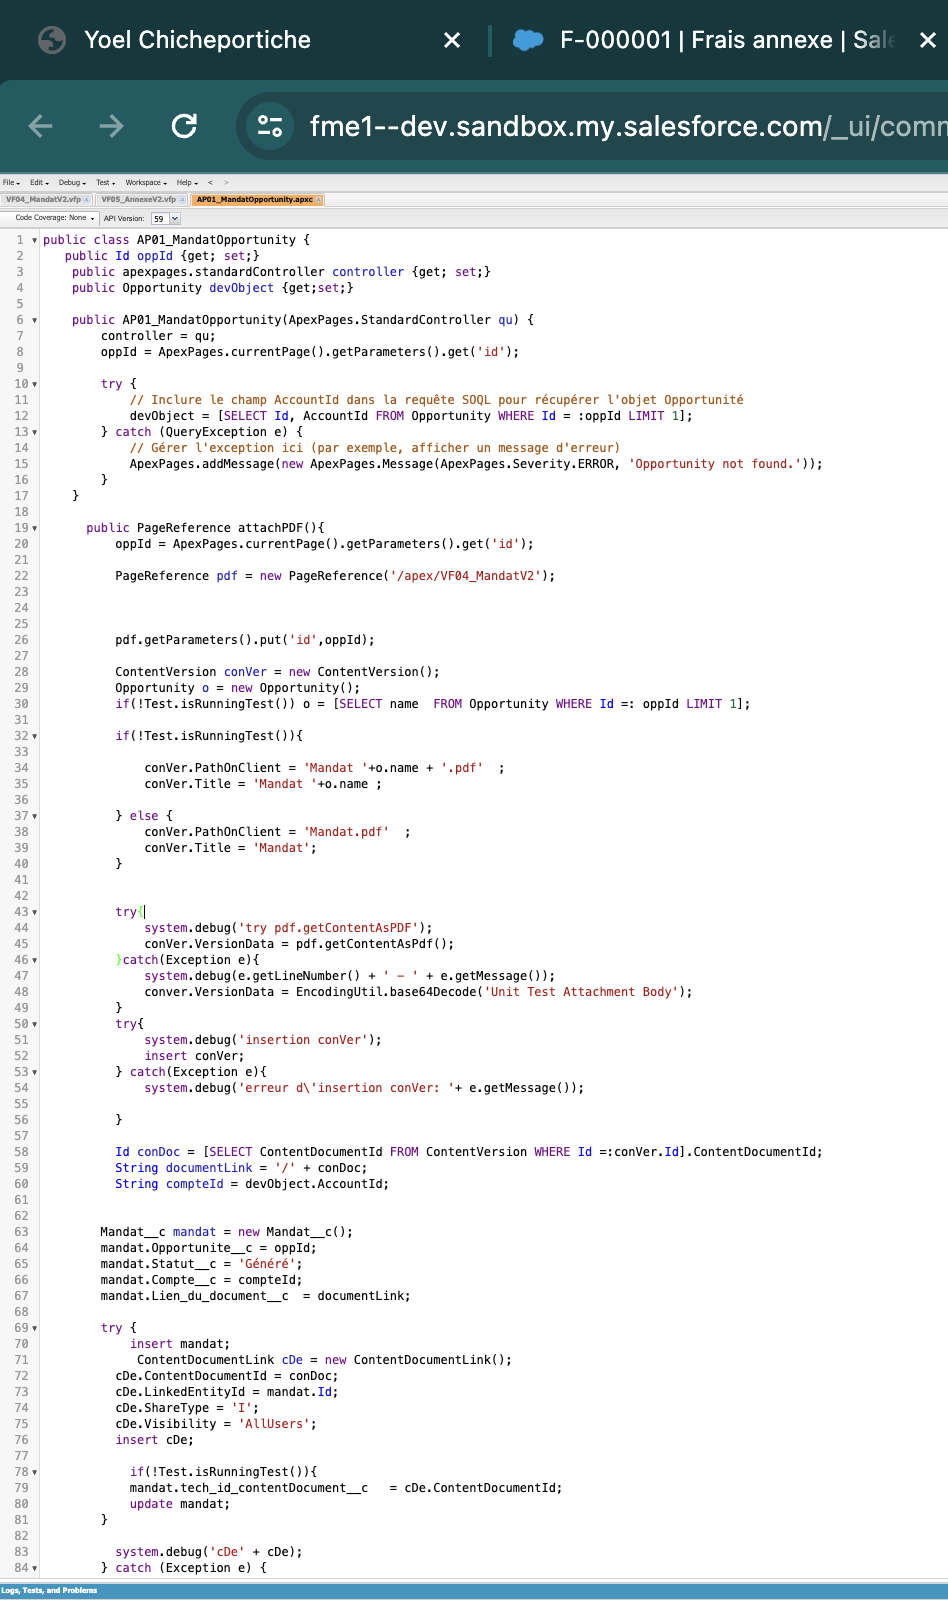 Yoel Chicheportiche
F-000001 | Frais annexe | Sale
fme1--dev.sandbox.my.salesforce.com/_ui/comm
File Edit Debug Test Workspace Help < >
VF04_MandatV2.vfp VF05_AnnexeV2.vfp AP01_MandatOpportunity.apxc
Code Coverage: None API Version: 59
1 public class AP01_MandatOpportunity {
2 public Id oppId {get; set;}
3 public apexpages.standardController controller {get; set;}
4 public Opportunity devObject {get;set;}
5
6 public AP01_MandatOpportunity(ApexPages.StandardController qu) {
7 controller = qu;
8 oppId = ApexPages.currentPage().getParameters().get('id');
9
10 try {
11 // Inclure le champ AccountId dans la requête SOQL pour récupérer l'objet Opportunité
12 devObject = [SELECT Id, AccountId FROM Opportunity WHERE Id = :oppId LIMIT 1];
13 } catch (QueryException e) {
14 // Gérer l'exception ici (par exemple, afficher un message d'erreur)
15 ApexPages.addMessage(new ApexPages.Message(ApexPages.Severity.ERROR, 'Opportunity not found.'));
16 }
17 }
18
19 public PageReference attachPDF(){
20 oppId = ApexPages.currentPage().getParameters().get('id');
21
22 PageReference pdf = new PageReference('/apex/VF04_MandatV2');
23
24
25
26 pdf.getParameters().put('id',oppId);
27
28 ContentVersion conVer = new ContentVersion();
29 Opportunity o = new Opportunity();
30 if(!Test.isRunningTest()) o = [SELECT name FROM Opportunity WHERE Id =: oppId LIMIT 1];
31
32 if(!Test.isRunningTest()){
33
34 conVer.PathOnClient = 'Mandat '+o.name + '.pdf' ;
35 conVer.Title = 'Mandat '+o.name ;
36
37 } else {
38 conVer.PathOnClient = 'Mandat.pdf' ;
39 conVer.Title = 'Mandat';
40 }
41
42
43 try{
44 system.debug('try pdf.getContentAsPDF');
45 conVer.VersionData = pdf.getContentAsPdf();
46 }catch(Exception e){
47 system.debug(e.getLineNumber() + ' - ' + e.getMessage());
48 conver.VersionData = EncodingUtil.base64Decode('Unit Test Attachment Body');
49 }
50 try{
51 system.debug('insertion conVer');
52 insert conVer;
53 } catch(Exception e){
54 system.debug('erreur d\'insertion conVer: '+ e.getMessage());
55
56 }
57
58 Id conDoc = [SELECT ContentDocumentId FROM ContentVersion WHERE Id =:conVer.Id].ContentDocumentId;
59 String documentLink = '/' + conDoc;
60 String compteId = devObject.AccountId;
61
62
63 Mandat__c mandat = new Mandat__c();
64 mandat.Opportunite__c = oppId;
65 mandat.Statut__c = 'Généré';
66 mandat.Compte__c = compteId;
67 mandat.Lien_du_document__c = documentLink;
68
69 try {
70 insert mandat;
71 ContentDocumentLink cDe = new ContentDocumentLink();
72 cDe.ContentDocumentId = conDoc;
73 cDe.LinkedEntityId = mandat.Id;
74 cDe.ShareType = 'I';
75 cDe.Visibility = 'AllUsers';
76 insert cDe;
77
78 if(!Test.isRunningTest()){
79 mandat.tech_id_contentDocument__c = cDe.ContentDocumentId;
80 update mandat;
81 }
82
83 system.debug('cDe' + cDe);
84 } catch (Exception e) {
Logs, Tests, and Problems